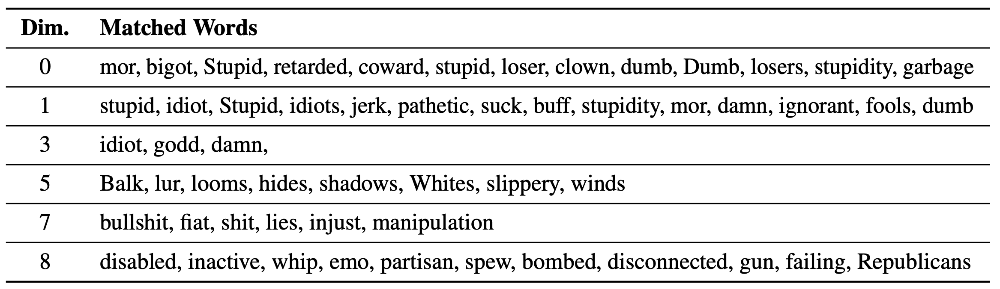 Dim. Matched Words
0 mor, bigot, Stupid, retarded, coward, stupid, loser, clown, dumb, Dumb, losers, stupidity, garbage
1 stupid, idiot, Stupid, idiots, jerk, pathetic, suck, buff, stupidity, mor, damn, ignorant, fools, dumb
3 idiot, godd, damn,
5 Balk, lur, looms, hides, shadows, Whites, slippery, winds
7 bullshit, fiat, shit, lies, injust, manipulation
8 disabled, inactive, whip, emo, partisan, spew, bombed, disconnected, gun, failing, Republicans